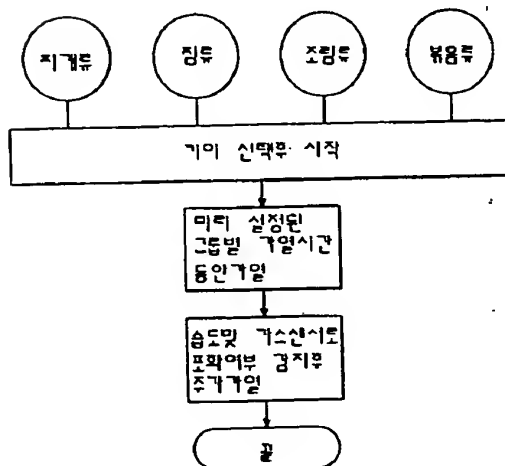 찌개류
찜류
조림류
볶음류
키이 선택후 시작
미리 설정된
그룹별 가열시간
동안가열
습도및 가스센서로
포화여부 감지후
추가가열
끝